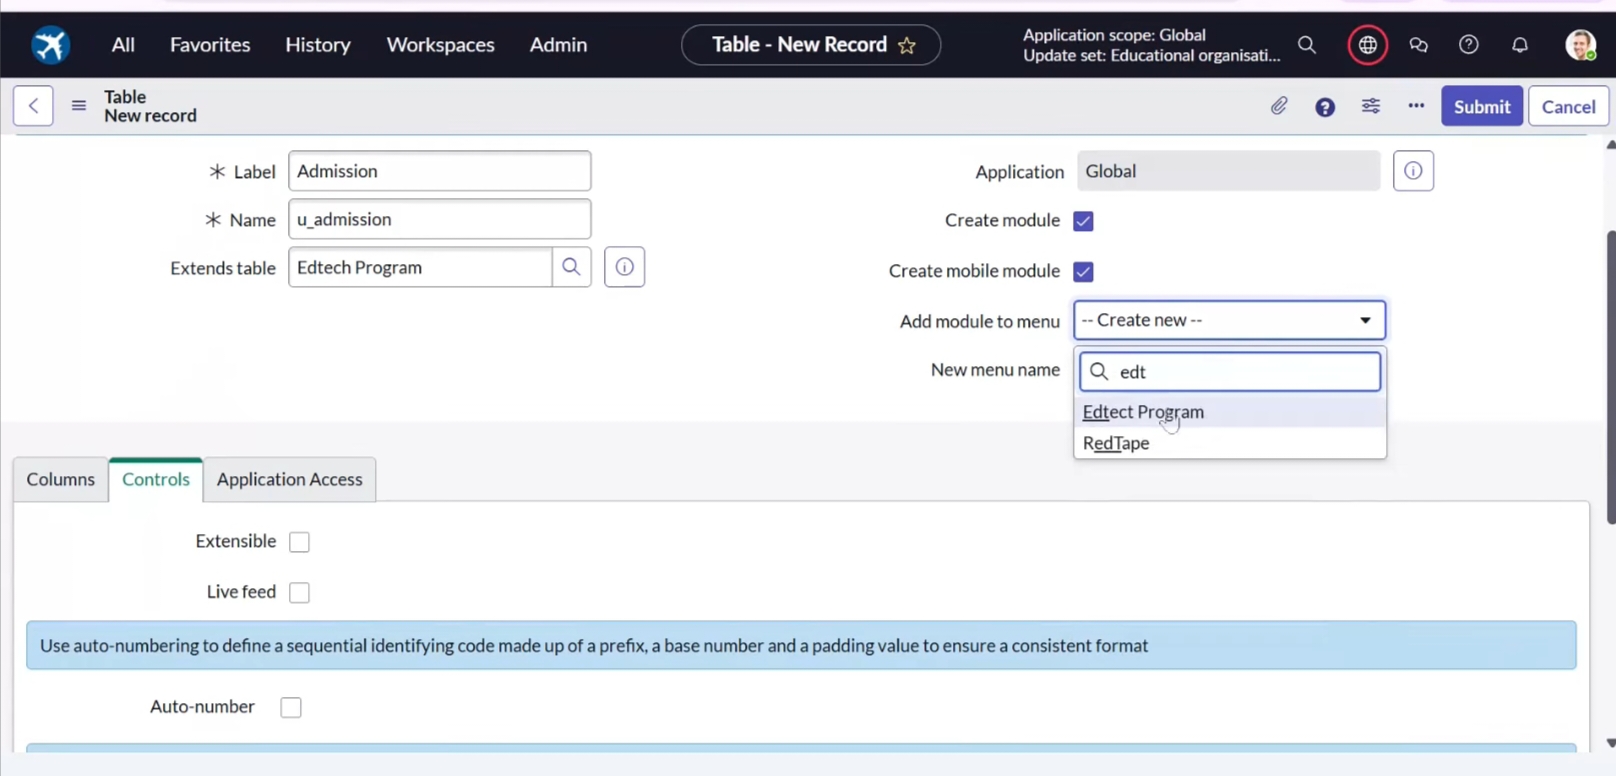 All
Favorites
History
Workspaces
Admin
Table - New Record
Application scope: Global
Update set: Educational organisati...
Table
New record
Submit
Cancel
Label
Admission
Name
u_admission
Extends table
Edtech Program
Application
Global
Create module
Create mobile module
Add module to menu
-- Create new --
New menu name
edt
Edtect Program
RedTape
Columns
Controls
Application Access
Extensible
Live feed
Use auto-numbering to define a sequential identifying code made up of a prefix, a base number and a padding value to ensure a consistent format
Auto-number